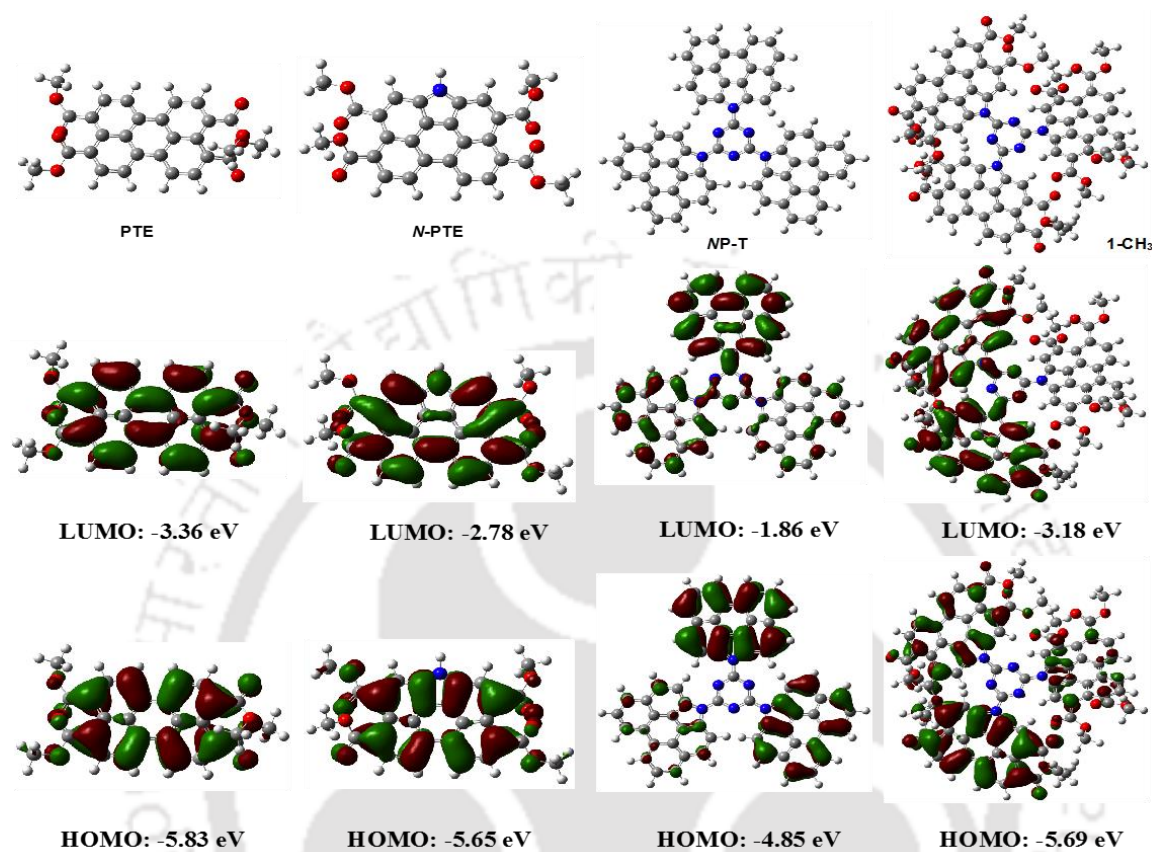 PTE
N-PTE
NP-T
1-CH₃
LUMO: -3.36 eV
LUMO: -2.78 eV
LUMO: -1.86 eV
LUMO: -3.18 eV
HOMO: -5.83 eV
HOMO: -5.65 eV
HOMO: -4.85 eV
HOMO: -5.69 eV